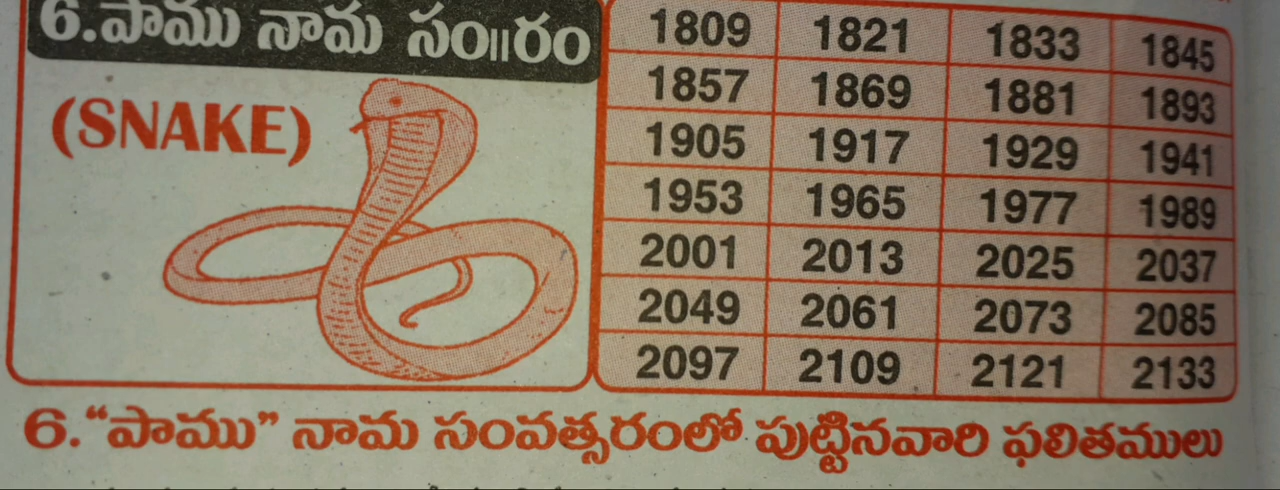 6.పాము నామ సం॥రం
(SNAKE)
1809 1821 1833 1845
1857 1869 1881 1893
1905 1917 1929 1941
1953 1965 1977 1989
2001 2013 2025 2037
2049 2061 2073 2085
2097 2109 2121 2133
6.“పాము” నామ సంవత్సరంలో పుట్టినవారి ఫలితములు